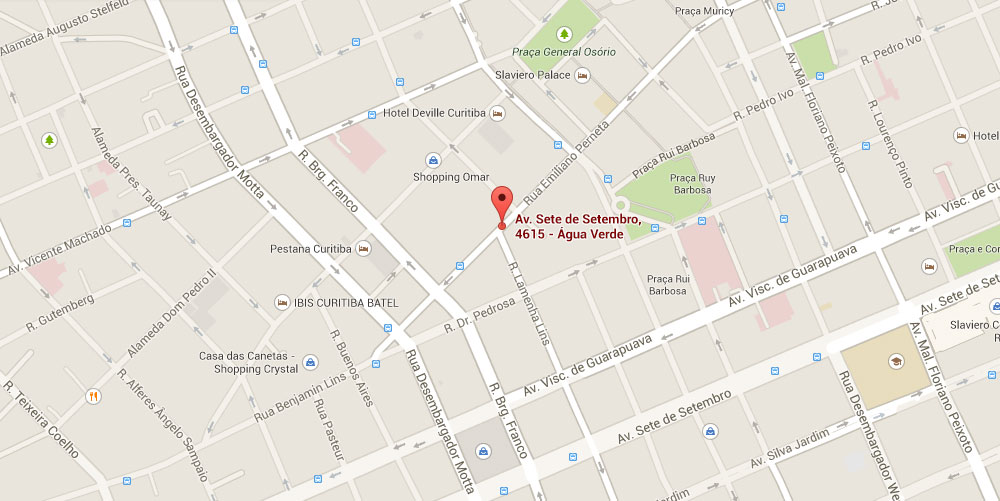 Alameda Augusto Stelfeld
Praça Muricy
Av. Mal. Floriano Peixoto
R. Pedro Ivo
Praça General Osório
Slaviero Palace
Rua Desembargador Motta
Hotel Deville Curitiba
R. Pedro Ivo
R. Lourenço Pinto
Hotel
Alameda Pres. Taunay
R. Brg. Franco
Shopping Omar
Rua Emiliano Perneta
Praça Rui Barbosa
Praça Ruy
Barbosa
Av. Vicente Machado
Av. Sete de Setembro,
4615 - Água Verde
Av. Visc. de Guarapuava
Pestana Curitiba
Praça e Cor
R. Lamenha Lins
Praça Rui
Barbosa
Av. Visc. de Guarapuava
R. Gutemberg
Alameda Dom Pedro II
IBIS CURITIBA BATEL
R. Dr. Pedrosa
Av. Sete de Set
Slaviero C
Casa das Canetas -
Shopping Crystal
R. Buenos Aires
Rua Desembargador Motta
Av. Visc. de Guarapuava
Av. Mal. Floriano Peixoto
R. Teixeira Coelho
R. Alferes Ângelo Sampaio
Rua Benjamin Lins
Rua Pasteur
R. Brg. Franco
Av. Sete de Setembro
Av. Silva Jardim
Rua Desembargador We